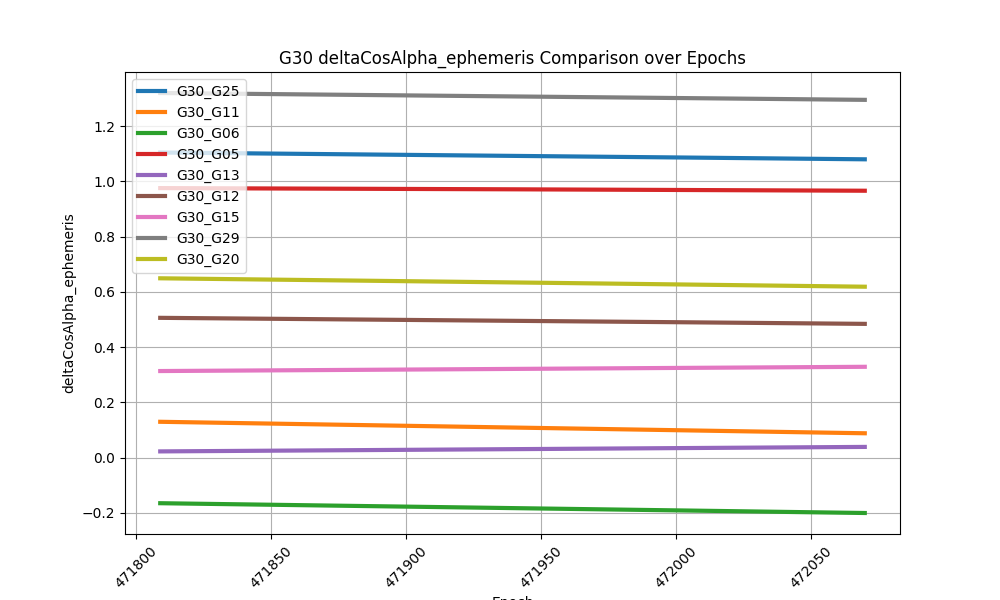 G30 deltaCosAlpha_ephemeris Comparison over Epochs
G30_G25
G30_G11
G30_G06
G30_G05
G30_G13
G30_G12
G30_G15
G30_G29
G30_G20
1.2
1.0
0.8
0.6
0.4
0.2
0.0
−0.2
deltaCosAlpha_ephemeris
471800
471850
471900
471950
472000
472050
Epoch